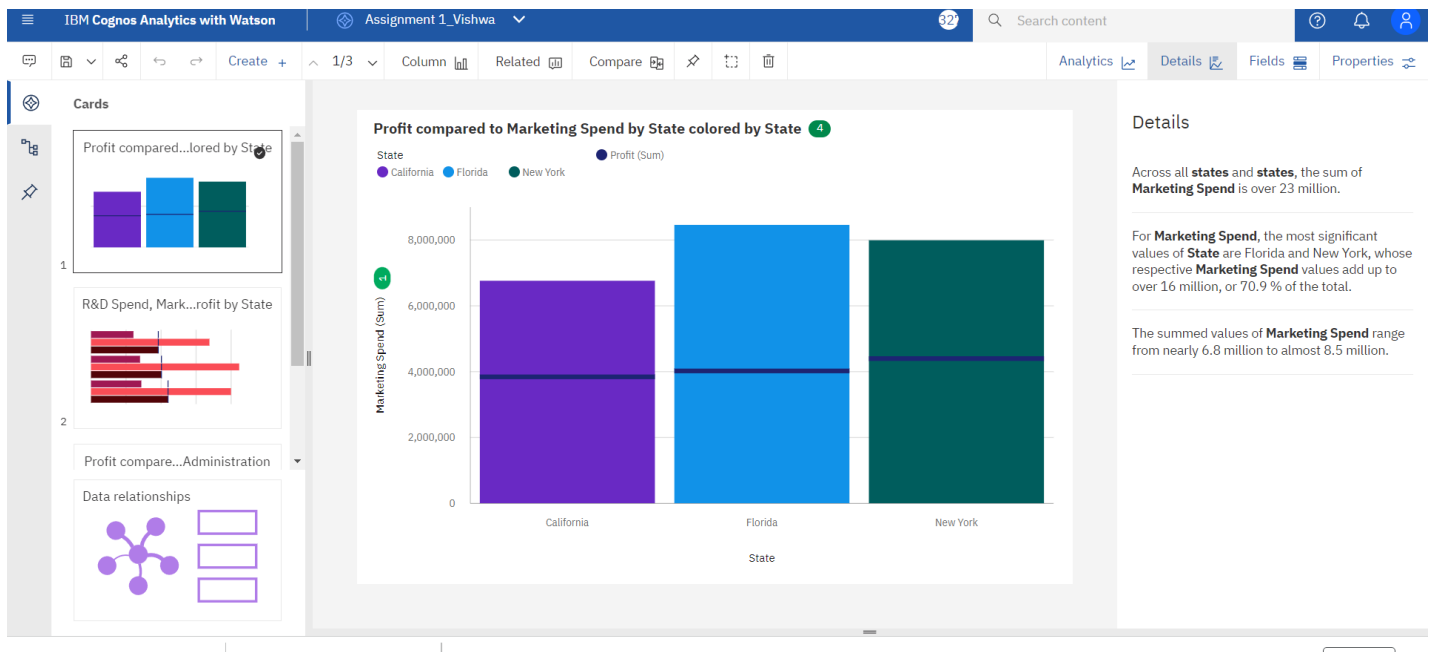 IBM Cognos Analytics with Watson
Assignment 1_Vishwa
Search content
Create +
1/3
Column
Related
Compare
Analytics
Details
Fields
Properties
Cards
Profit compared...lored by State
1
R&D Spend, Mark...rofit by State
2
Profit compare...Administration
Data relationships
Profit compared to Marketing Spend by State colored by State 4
State
Profit (Sum)
California Florida New York
8,000,000
6,000,000
4,000,000
2,000,000
0
Marketing Spend (Sum)
California Florida New York
State
Details
Across all states and states, the sum of
Marketing Spend is over 23 million.
For Marketing Spend, the most significant
values of State are Florida and New York, whose
respective Marketing Spend values add up to
over 16 million, or 70.9 % of the total.
The summed values of Marketing Spend range
from nearly 6.8 million to almost 8.5 million.